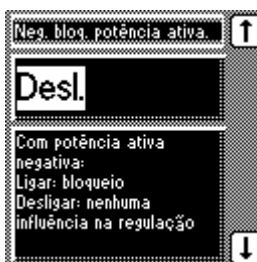 Neg. bloq. potência ativa.
Desl.
Com potência ativa
negativa:
Ligar: bloqueio
Desligar: nenhuma
influência na regulação